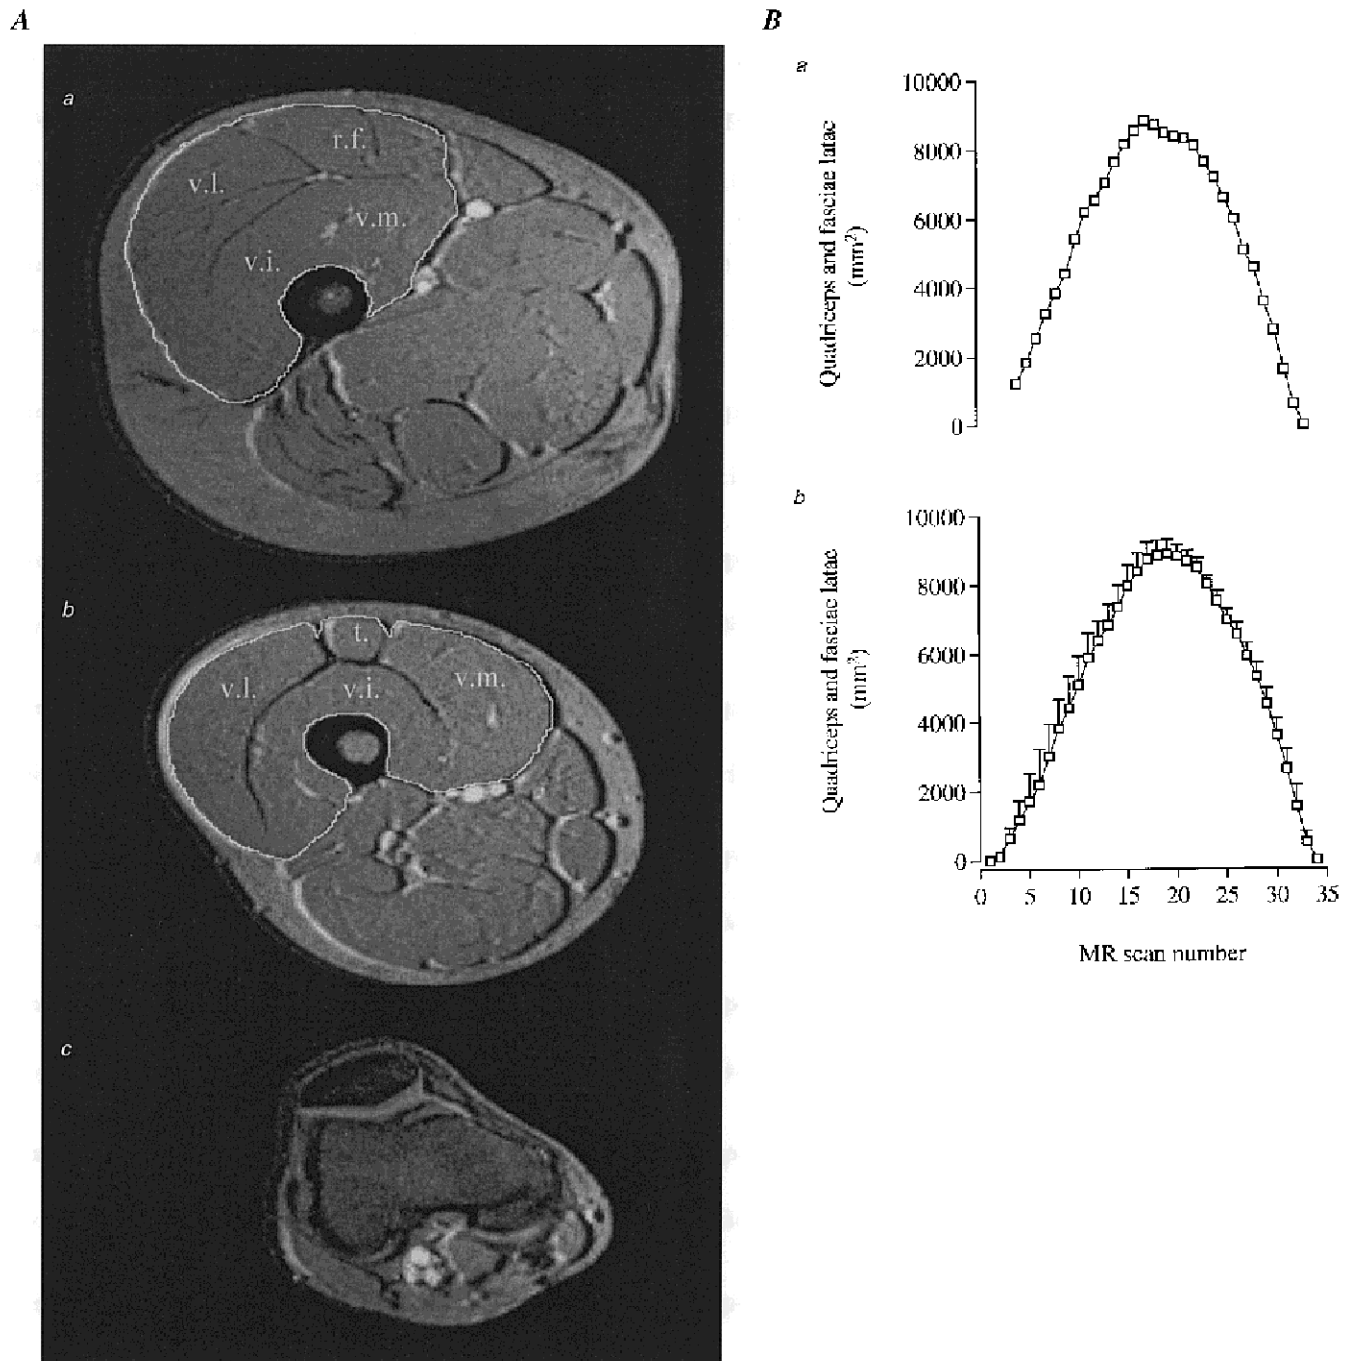 A
a
r.f.
v.l.
v.m.
v.i.
b
t.
v.l.
v.i.
v.m.
c
B
a
Quadriceps and fasciae latae
(mm²)
10000
8000
6000
4000
2000
0
b
Quadriceps and fasciae latae
(mm²)
10000
8000
6000
4000
2000
0
0 5 10 15 20 25 30 35
MR scan number